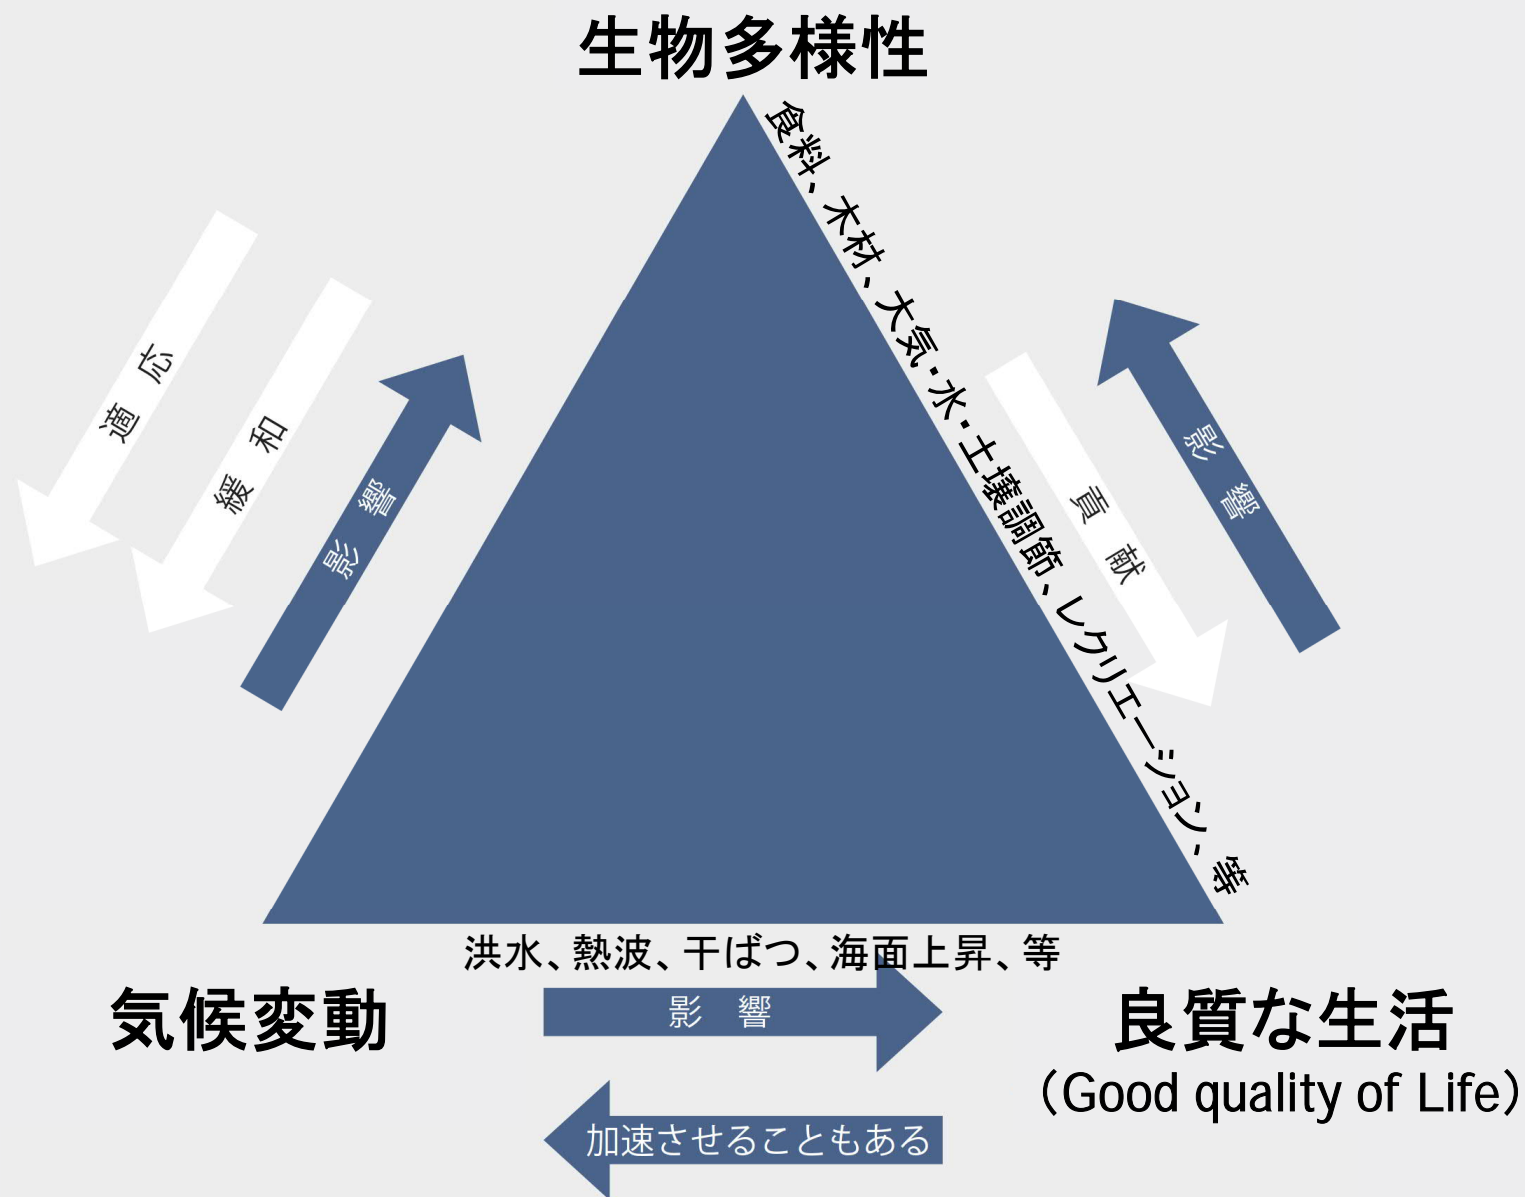 生物多様性
食料、木材、大気・水・土壌調節、レクリエーション、等
適応
緩和
影響
貢献
影響
洪水、熱波、干ばつ、海面上昇、等
気候変動
影響
良質な生活
（Good quality of Life）
加速させることもある